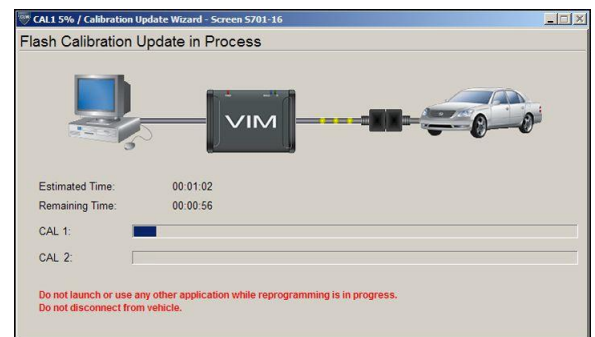 CAL1 5% / Calibration Update Wizard - Screen S701-16
Flash Calibration Update in Process
VIM
Estimated Time: 00:01:02
Remaining Time: 00:00:56
CAL 1:
CAL 2:
Do not launch or use any other application while reprogramming is in progress.
Do not disconnect from vehicle.